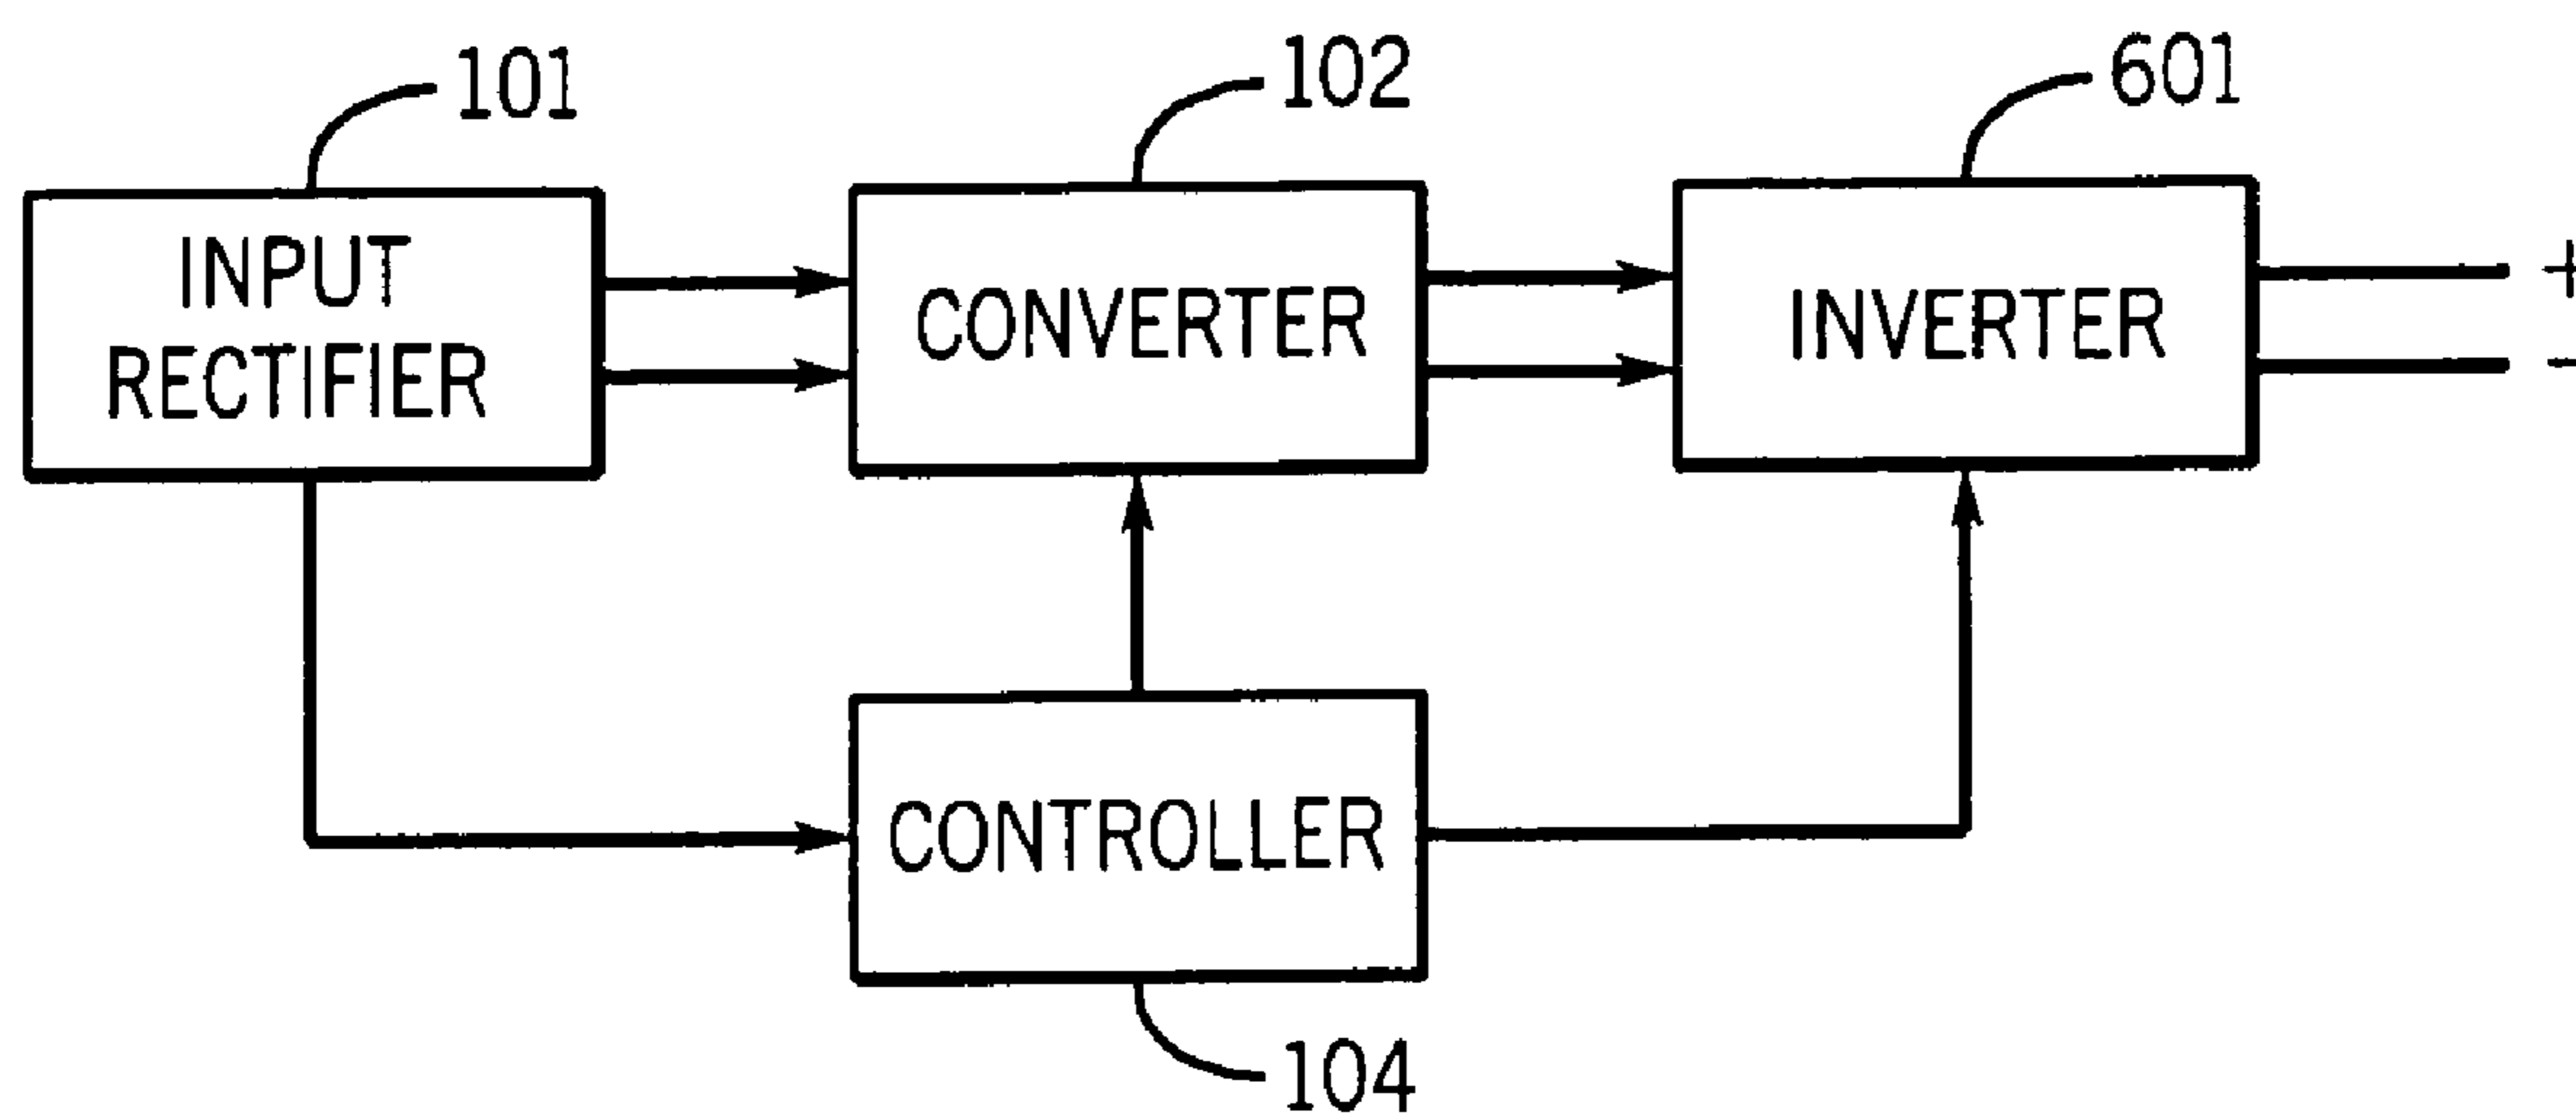 101
102
601
INPUT
RECTIFIER
CONVERTER
INVERTER
+
-
CONTROLLER
104